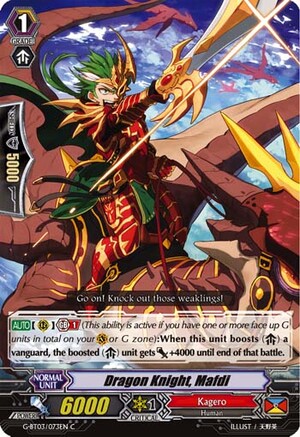 1
GRADE
SHIELD
5000
Go on! Knock out those weaklings!
AUTO [V] 1 GB 1 (This ability is active if you have one or more face up G
units in total on your (V) or G zone):When this unit boosts
a vanguard, the boosted unit gets +4000 until end of that battle.
NORMAL UNIT
Dragon Knight, Mafdi
POWER
6000
1
CRITICAL
Kagero
Human
G-BT03/073EN C
ILLUST / 天野英